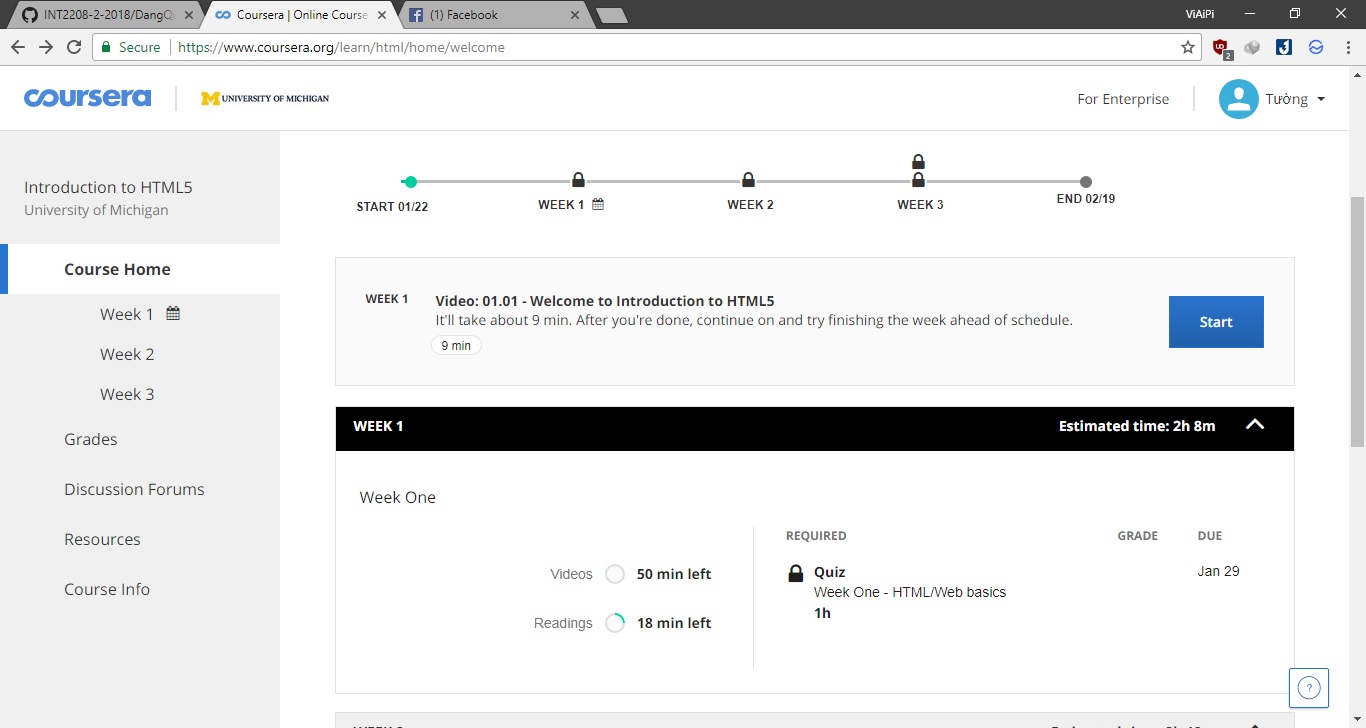 INT2208-2-2018/DangQu
Coursera | Online Course
(1) Facebook
ViAiPi
Secure
https://www.coursera.org/learn/html/home/welcome
2
coursera
M UNIVERSITY OF MICHIGAN
For Enterprise
Tường
Introduction to HTML5
University of Michigan
Course Home
Week 1
Week 2
Week 3
Grades
Discussion Forums
Resources
Course Info
START 01/22
WEEK 1
WEEK 2
WEEK 3
END 02/19
WEEK 1
Video: 01.01 - Welcome to Introduction to HTML5
It'll take about 9 min. After you're done, continue on and try finishing the week ahead of schedule.
9 min
Start
WEEK 1
Estimated time: 2h 8m
Week One
Videos 50 min left
Readings 18 min left
REQUIRED GRADE DUE
Quiz Jan 29
Week One - HTML/Web basics
1h
?